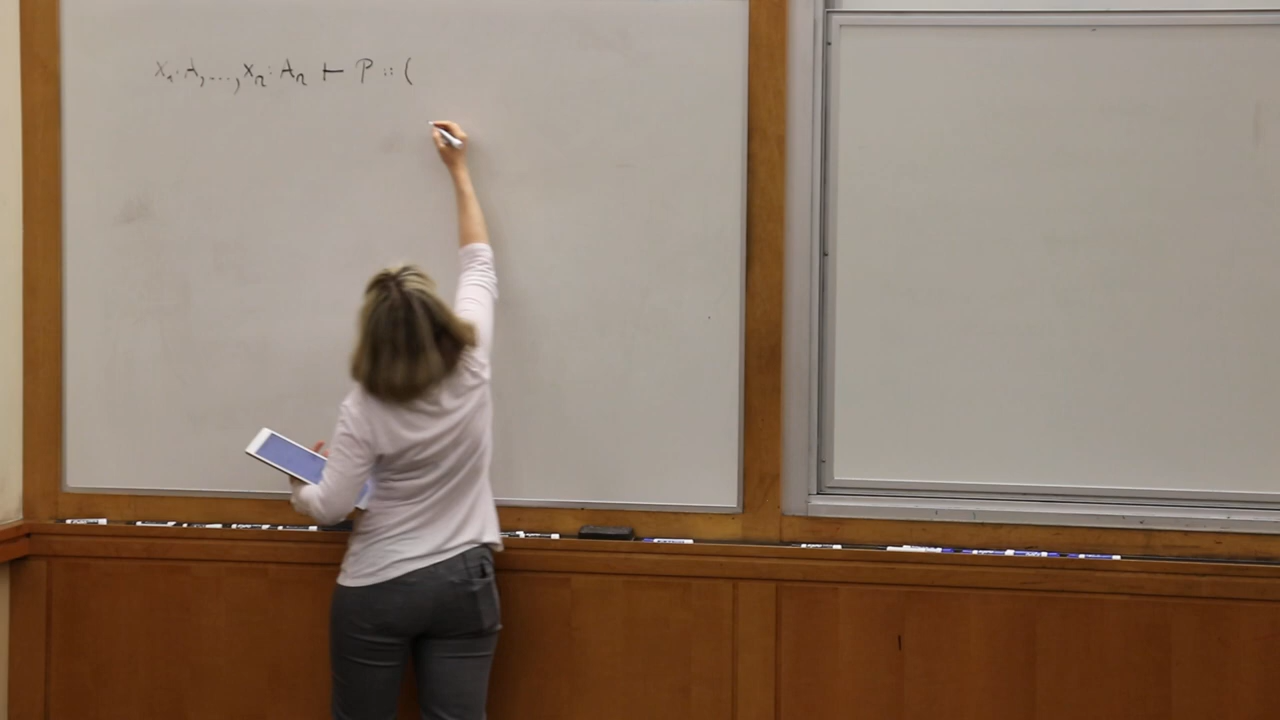 x₁:A₁,...,xₙ:Aₙ ⊢ P :: (